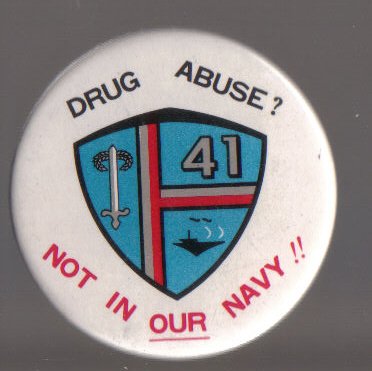 DRUG ABUSE?
41
NOT IN OUR NAVY!!